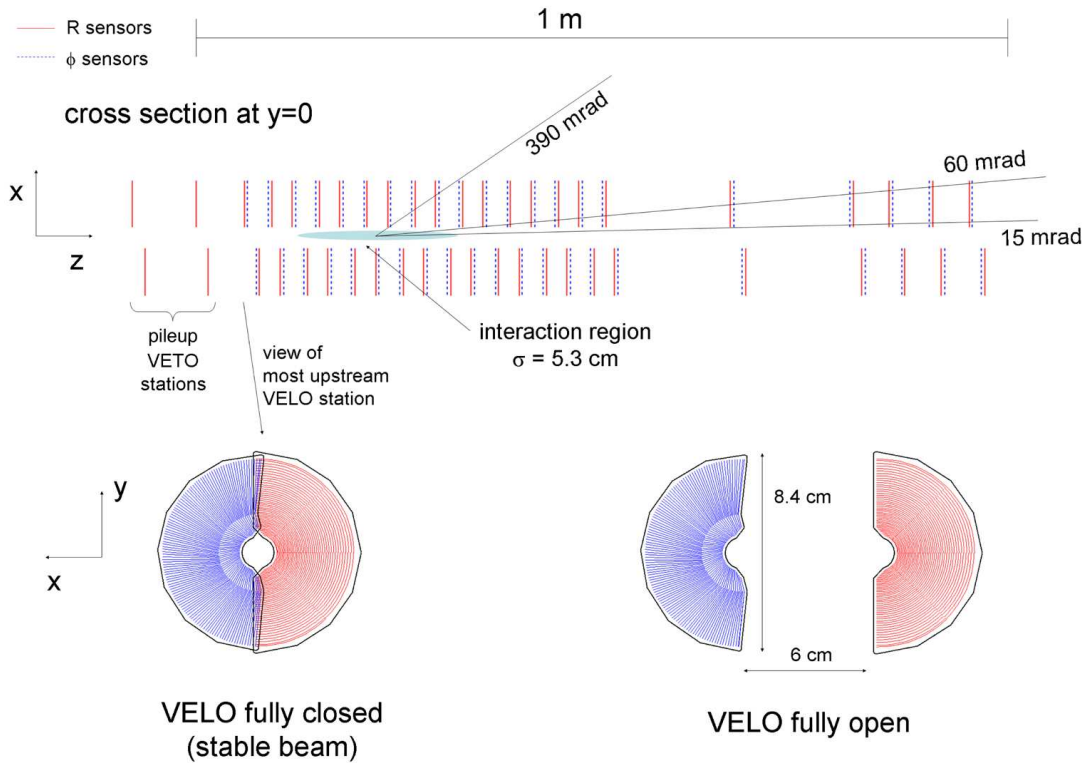 R sensors
1 m
ϕ sensors
cross section at y=0
390 mrad
60 mrad
x
15 mrad
z
pileup
VETO
stations
view of
most upstream
VELO station
interaction region
σ = 5.3 cm
y
x
8.4 cm
6 cm
VELO fully closed
(stable beam)
VELO fully open